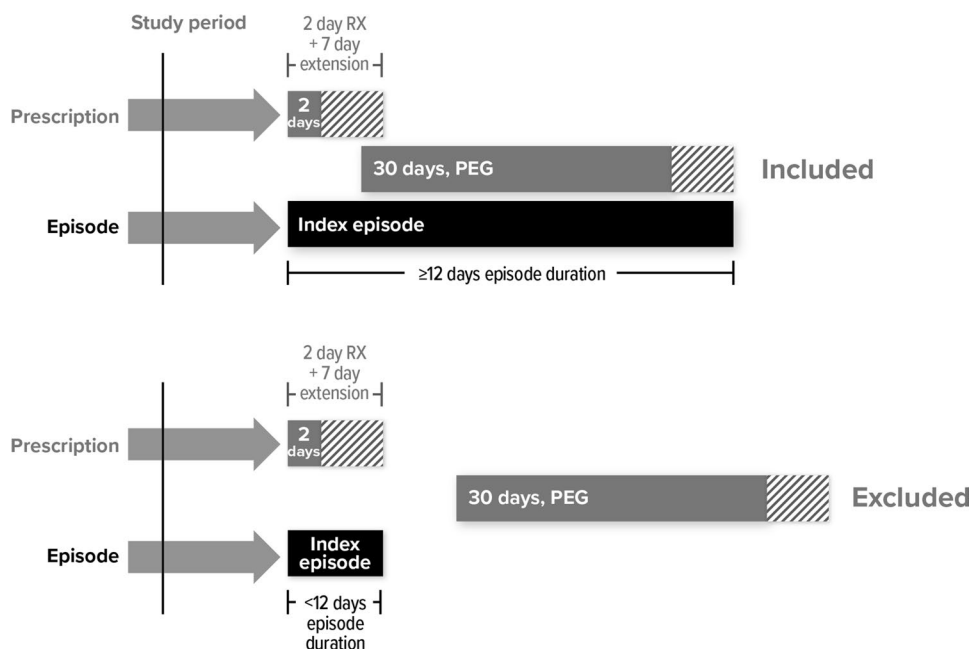 Study period
2 day RX
+ 7 day
extension
Prescription
2
days
30 days, PEG
Included
Episode
Index episode
≥12 days episode duration
2 day RX
+ 7 day
extension
Prescription
2
days
30 days, PEG
Excluded
Episode
Index
episode
<12 days
episode
duration